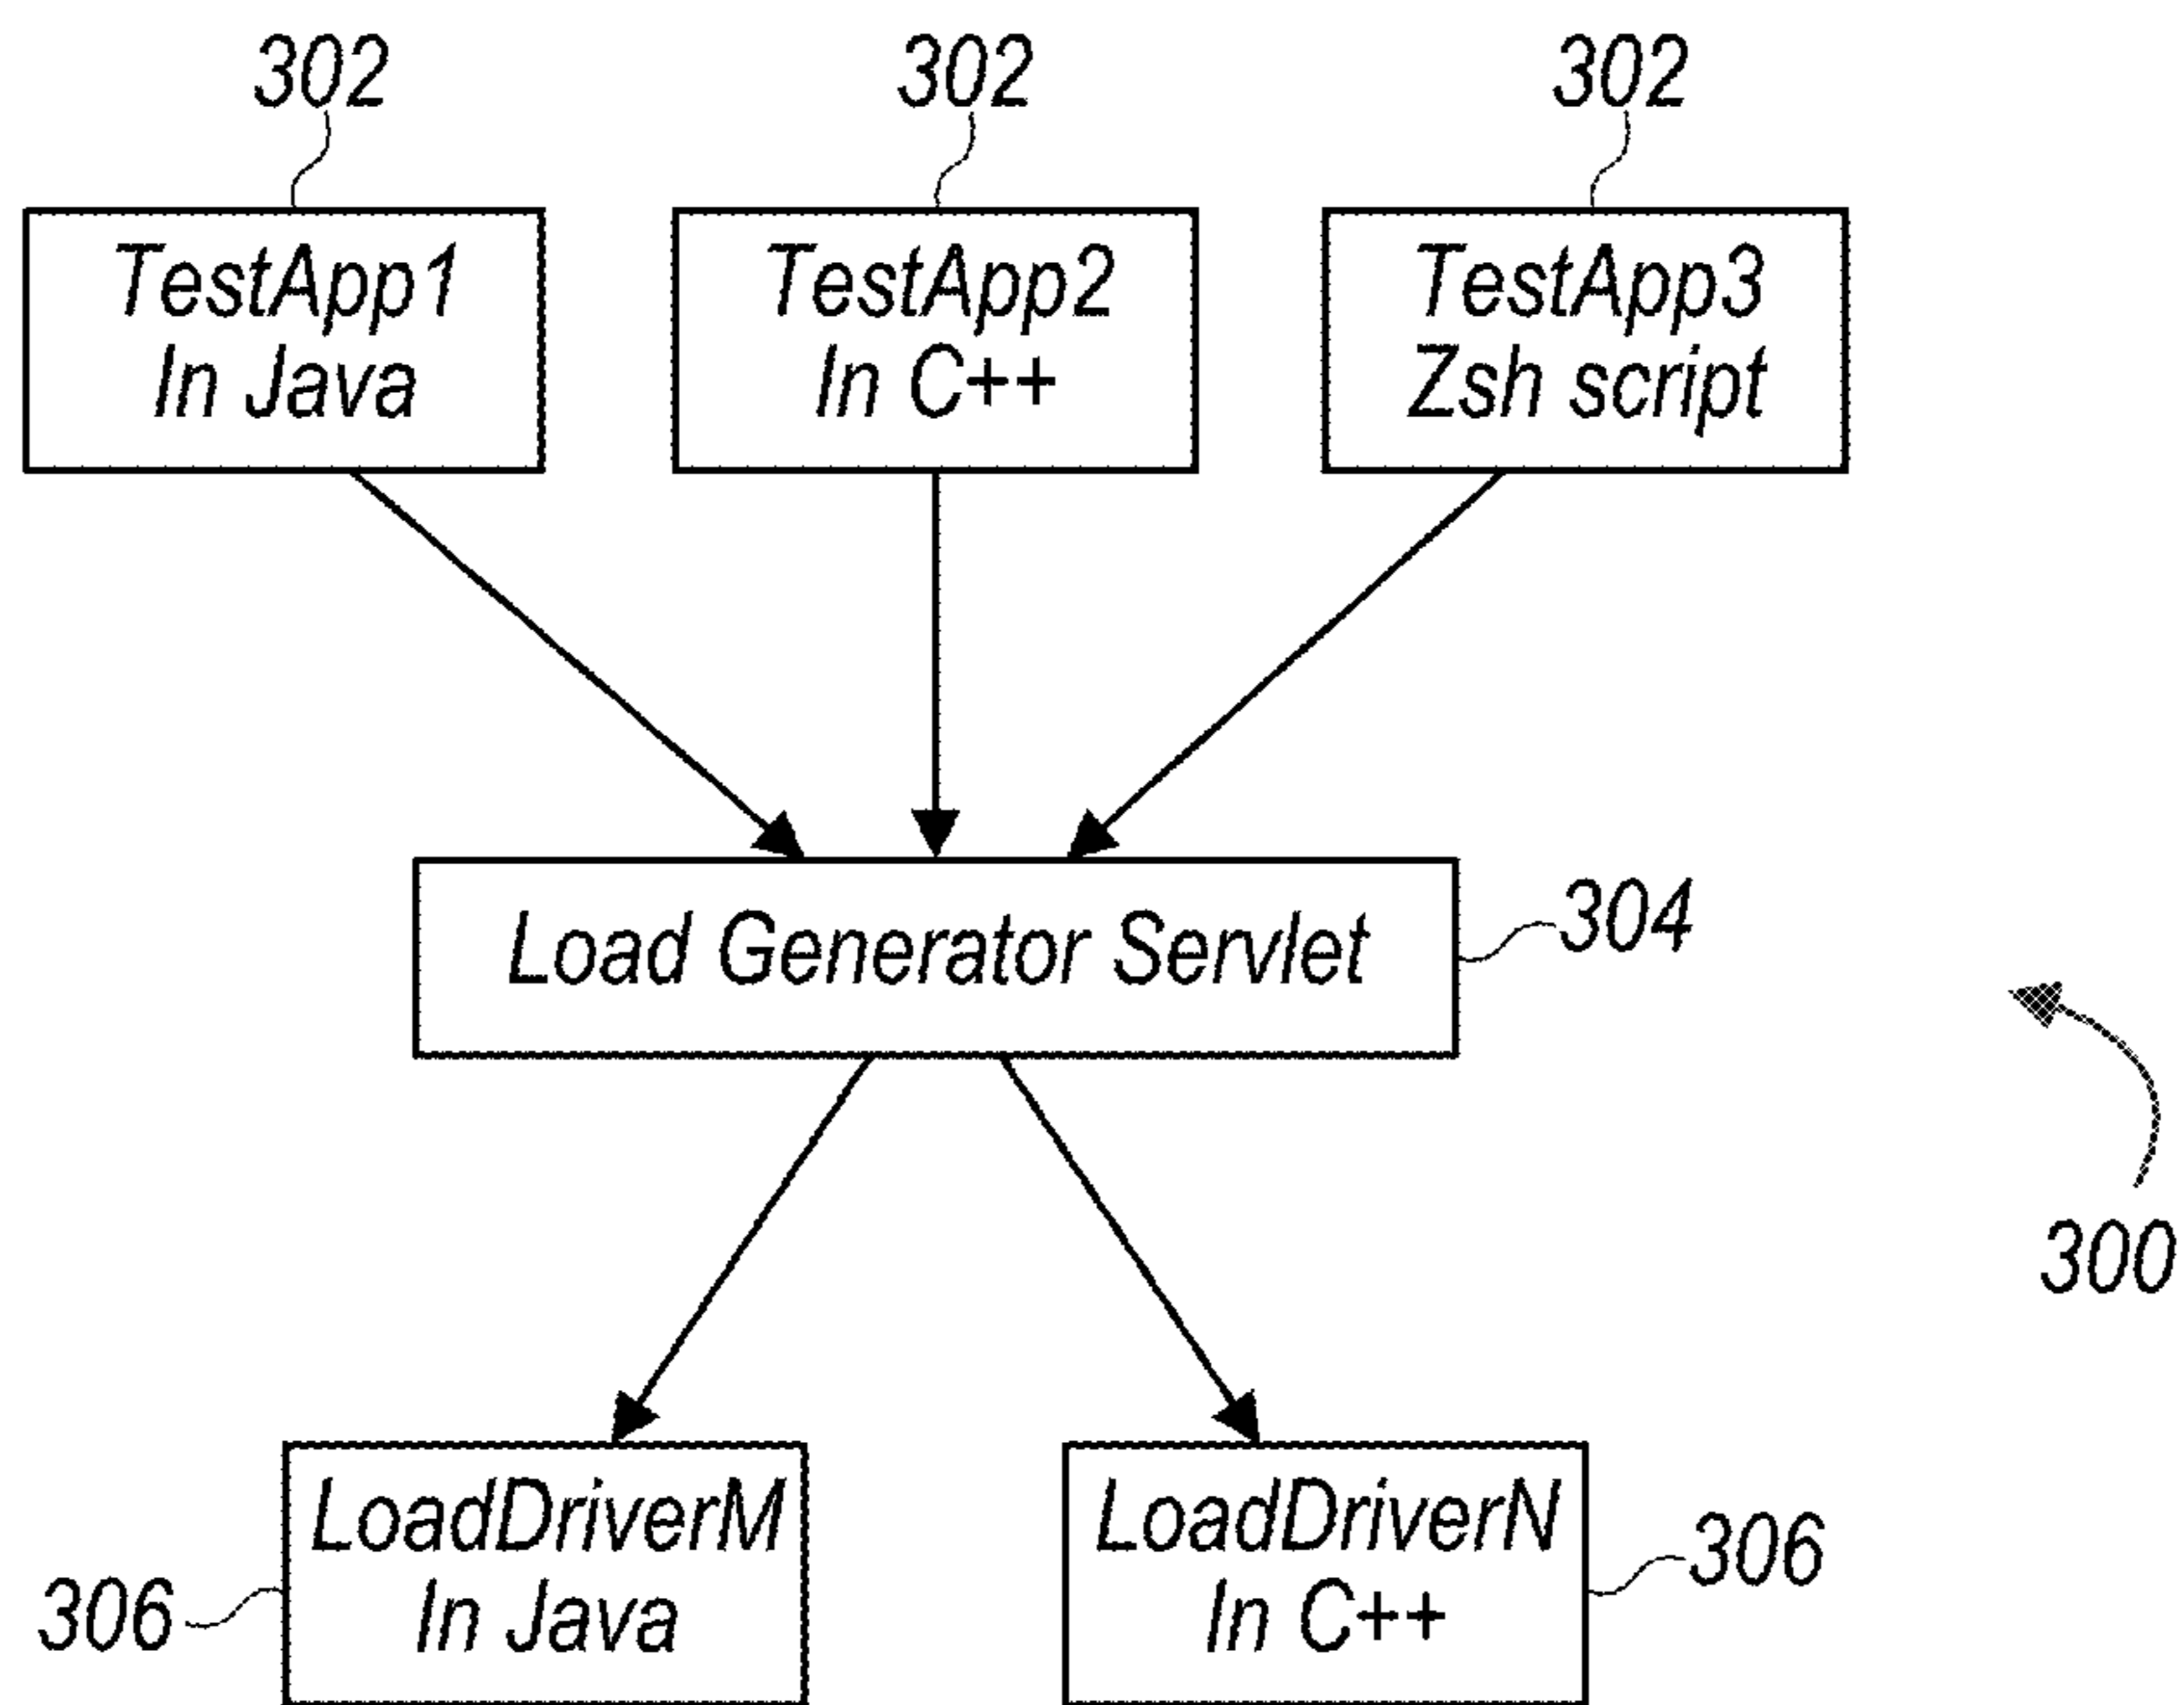 302
302
302
TestApp1
In Java
TestApp2
In C++
TestApp3
Zsh script
Load Generator Servlet
304
300
LoadDriverM
In Java
306
LoadDriverN
In C++
306